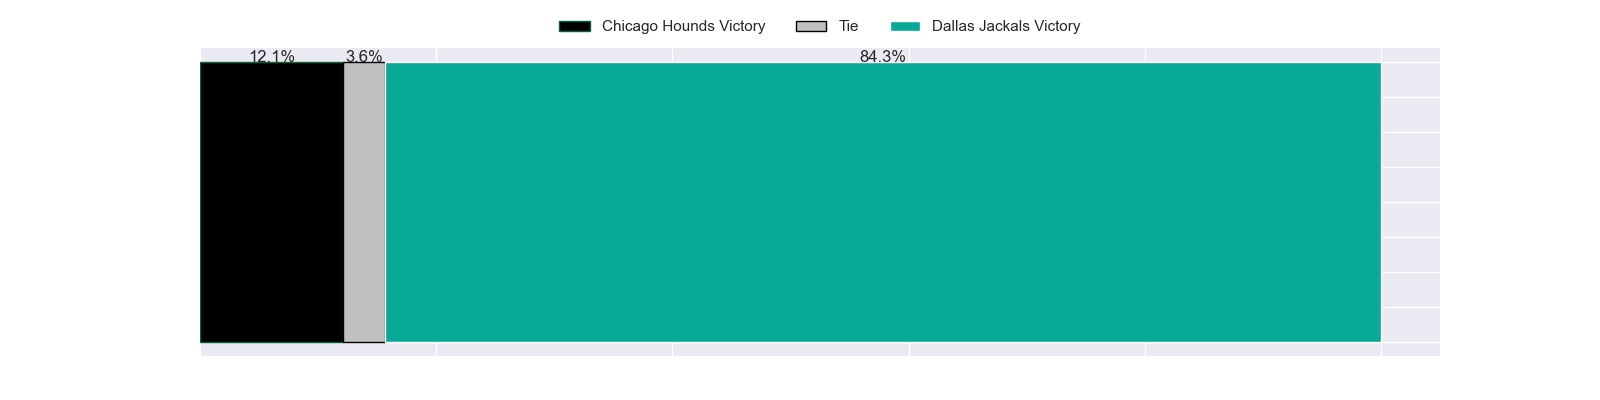 Chicago Hounds Victory Tie Dallas Jackals Victory
12.1% 3.6% 84.3%